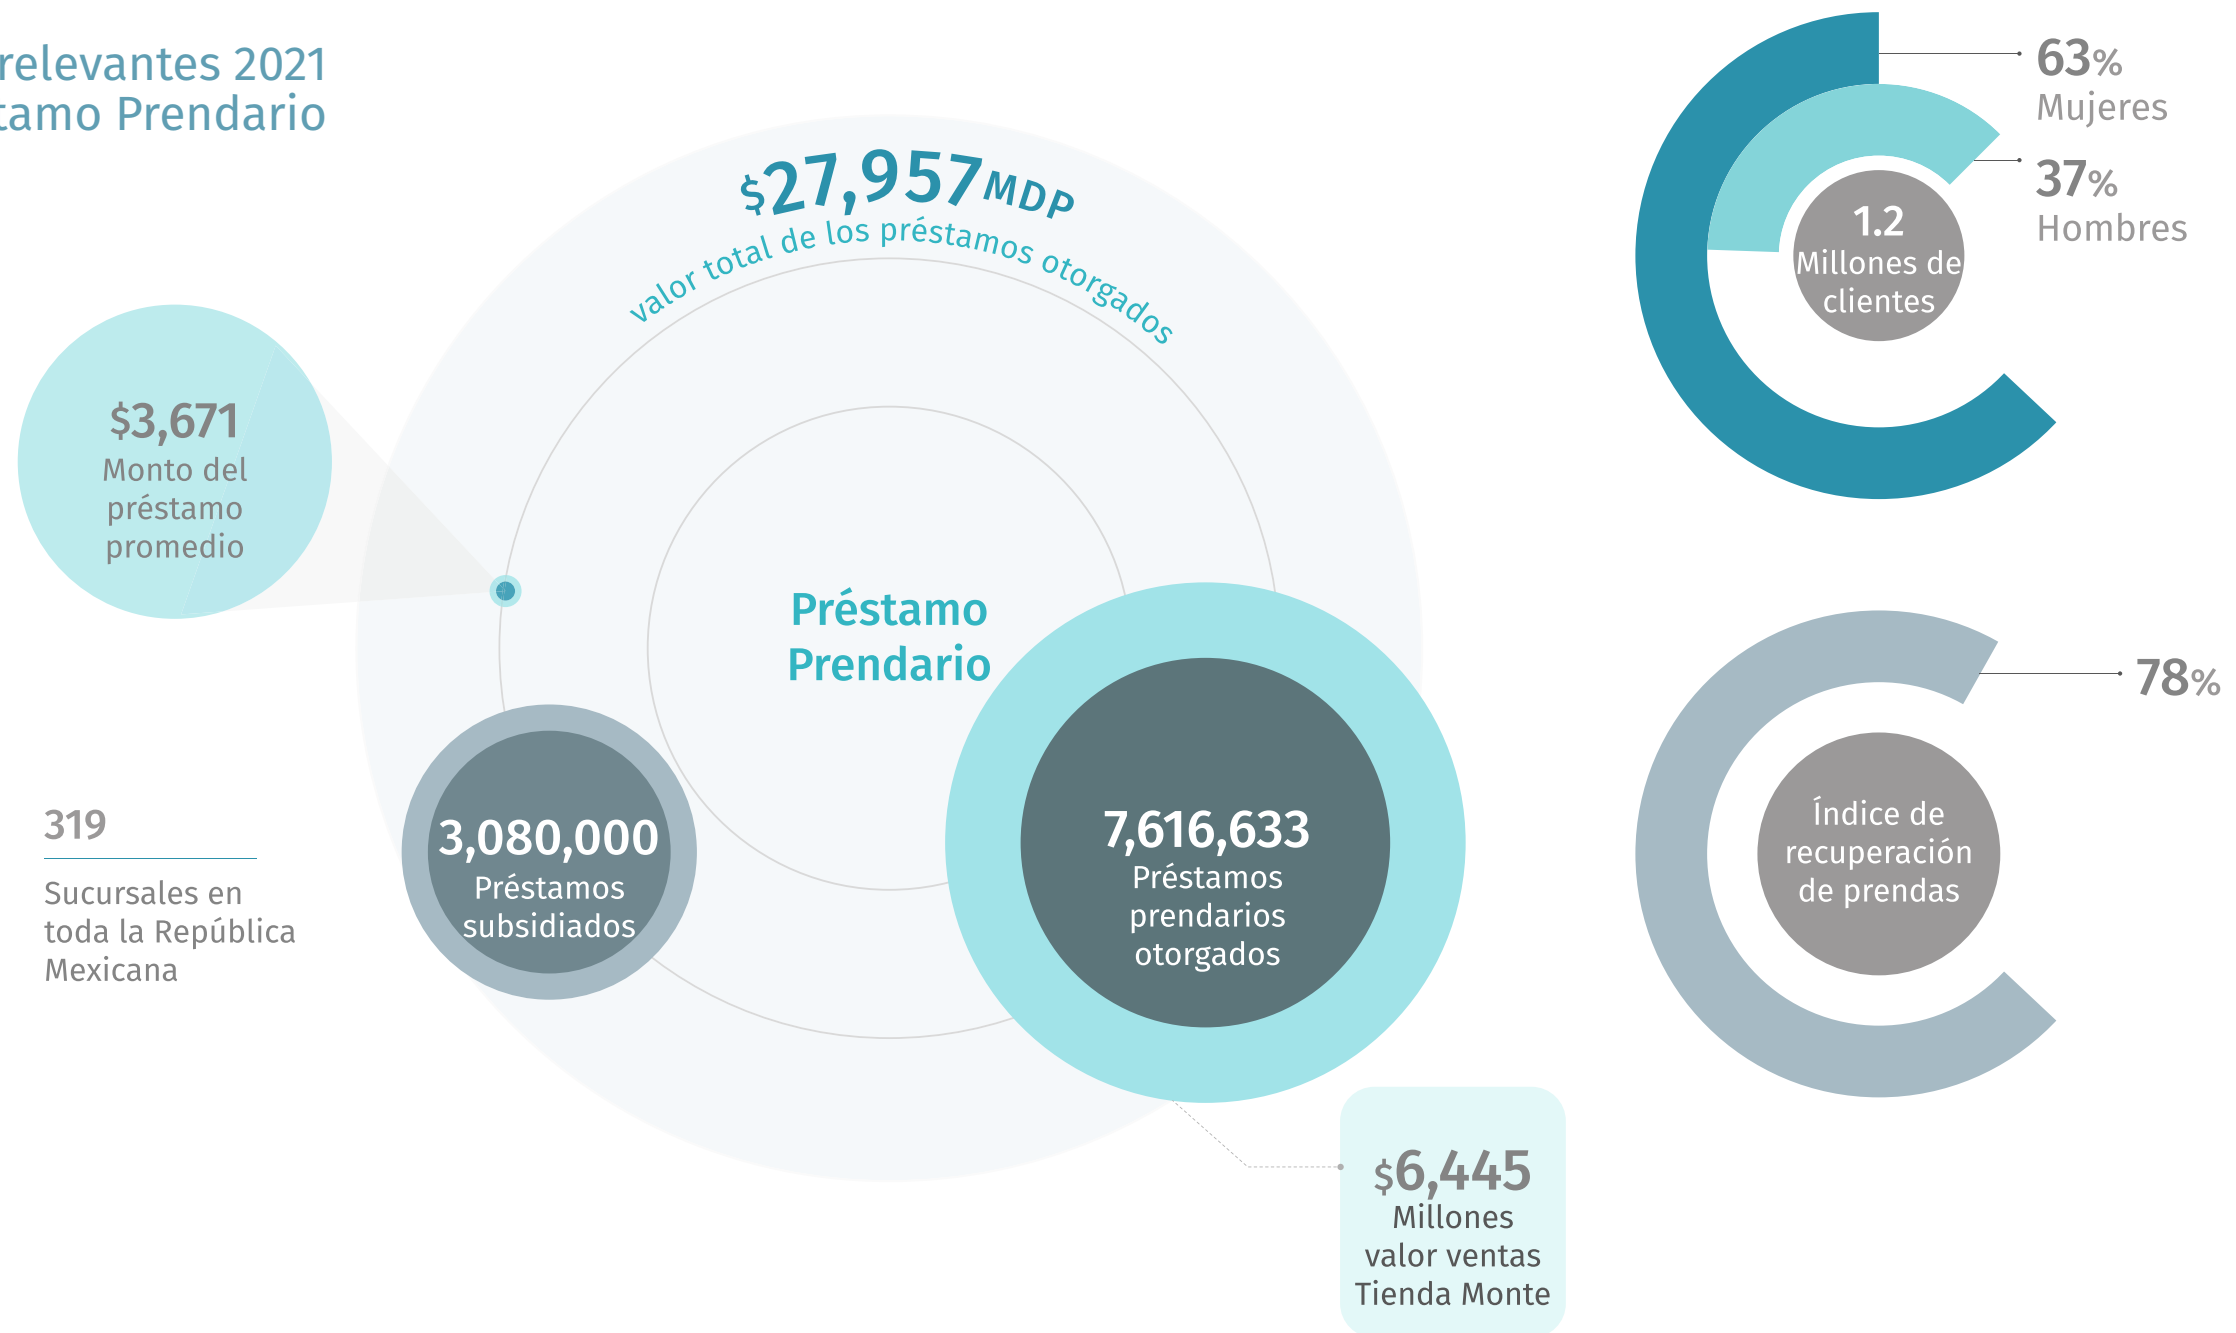 relevantes 2021
tamo Prendario
$27,957 MDP
valor total de los préstamos otorgados
$3,671
Monto del
préstamo
promedio
Préstamo
Prendario
3,080,000
Préstamos
subsidiados
7,616,633
Préstamos
prendarios
otorgados
319
Sucursales en
toda la República
Mexicana
$6,445
Millones
valor ventas
Tienda Monte
63%
Mujeres
37%
Hombres
1.2
Millones de
clientes
78%
Índice de
recuperación
de prendas